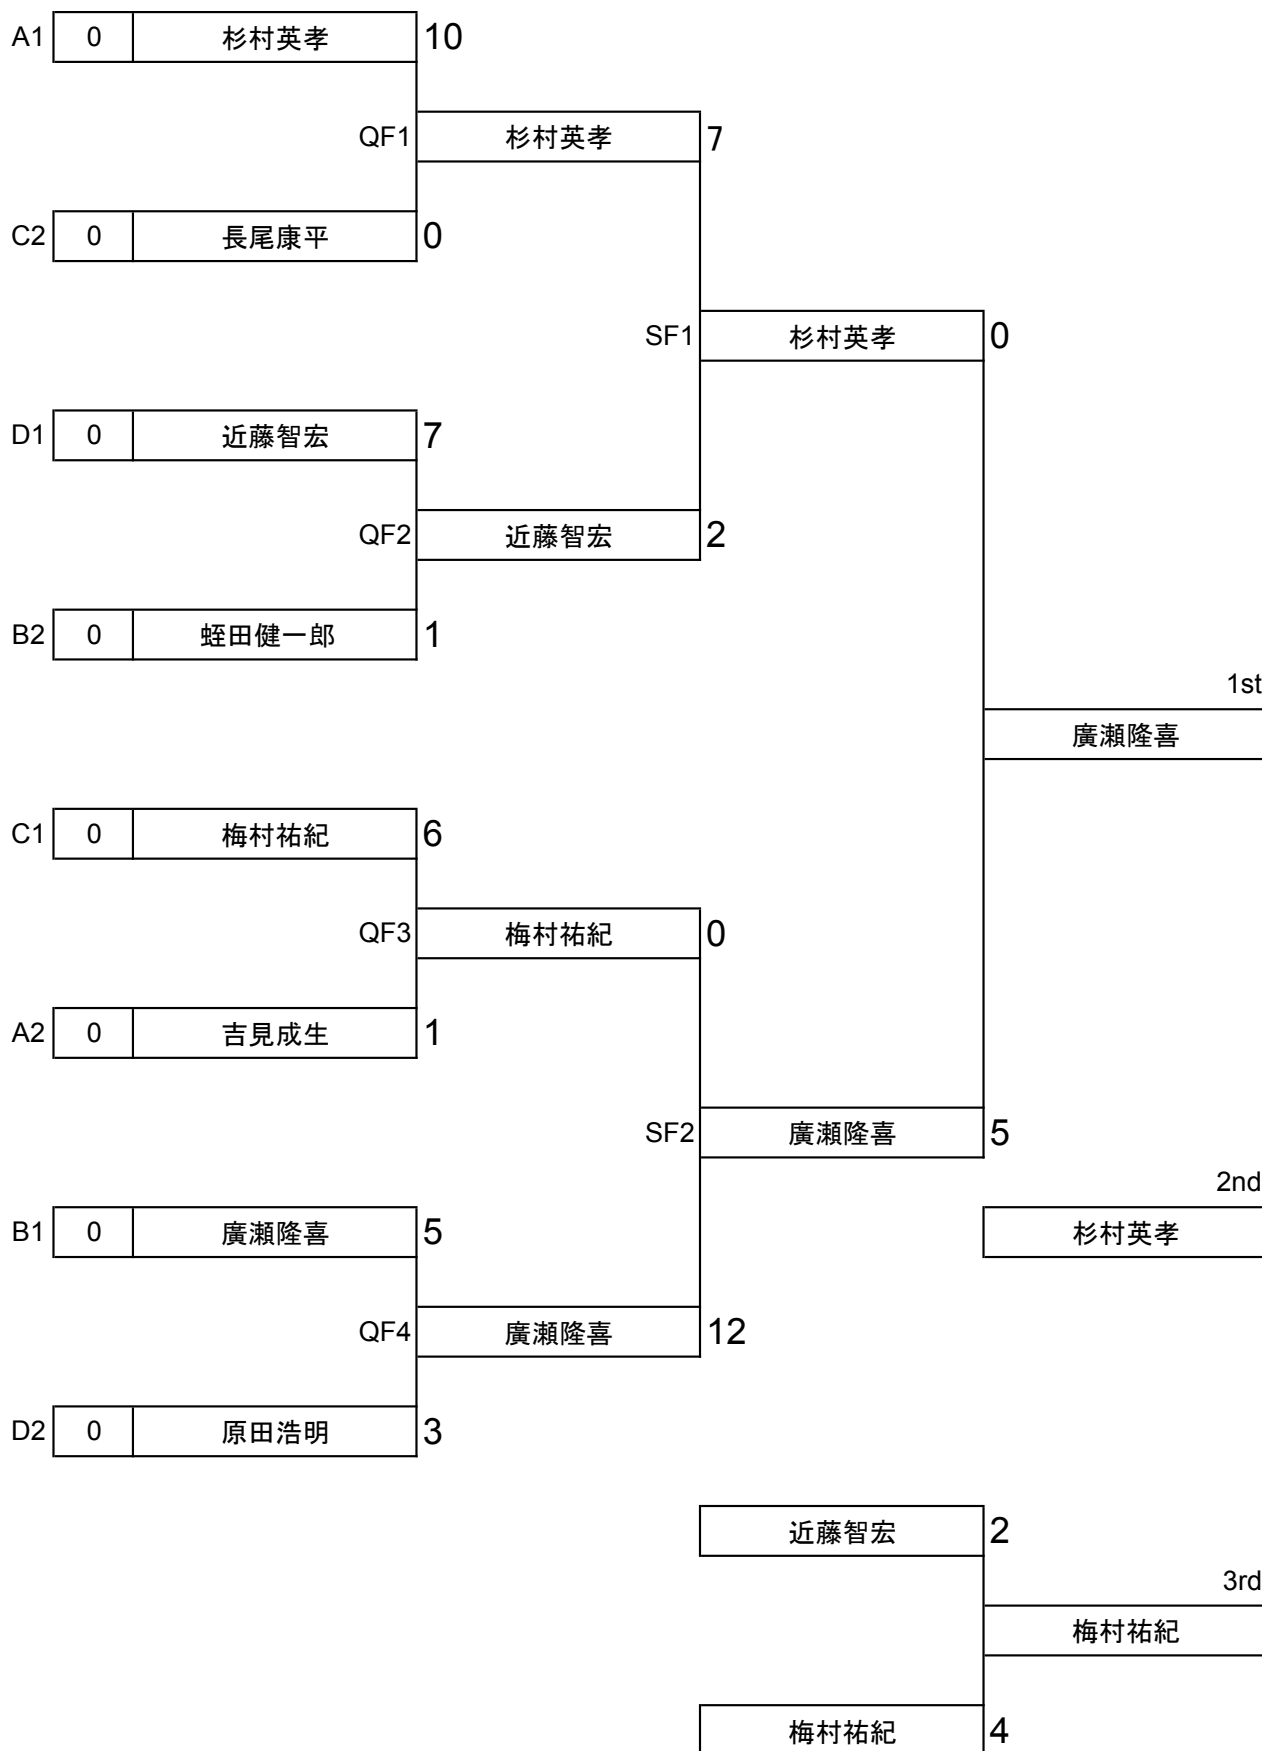 A1 0 杉村英孝 10
QF1 杉村英孝 7
C2 0 長尾康平 0
SF1 杉村英孝 0
D1 0 近藤智宏 7
QF2 近藤智宏 2
B2 0 蛭田健一郎 1
1st
廣瀬隆喜
C1 0 梅村祐紀 6
QF3 梅村祐紀 0
A2 0 吉見成生 1
SF2 廣瀬隆喜 5
2nd
B1 0 廣瀬隆喜 5
杉村英孝
QF4 廣瀬隆喜 12
D2 0 原田浩明 3
近藤智宏 2
3rd
梅村祐紀
梅村祐紀 4